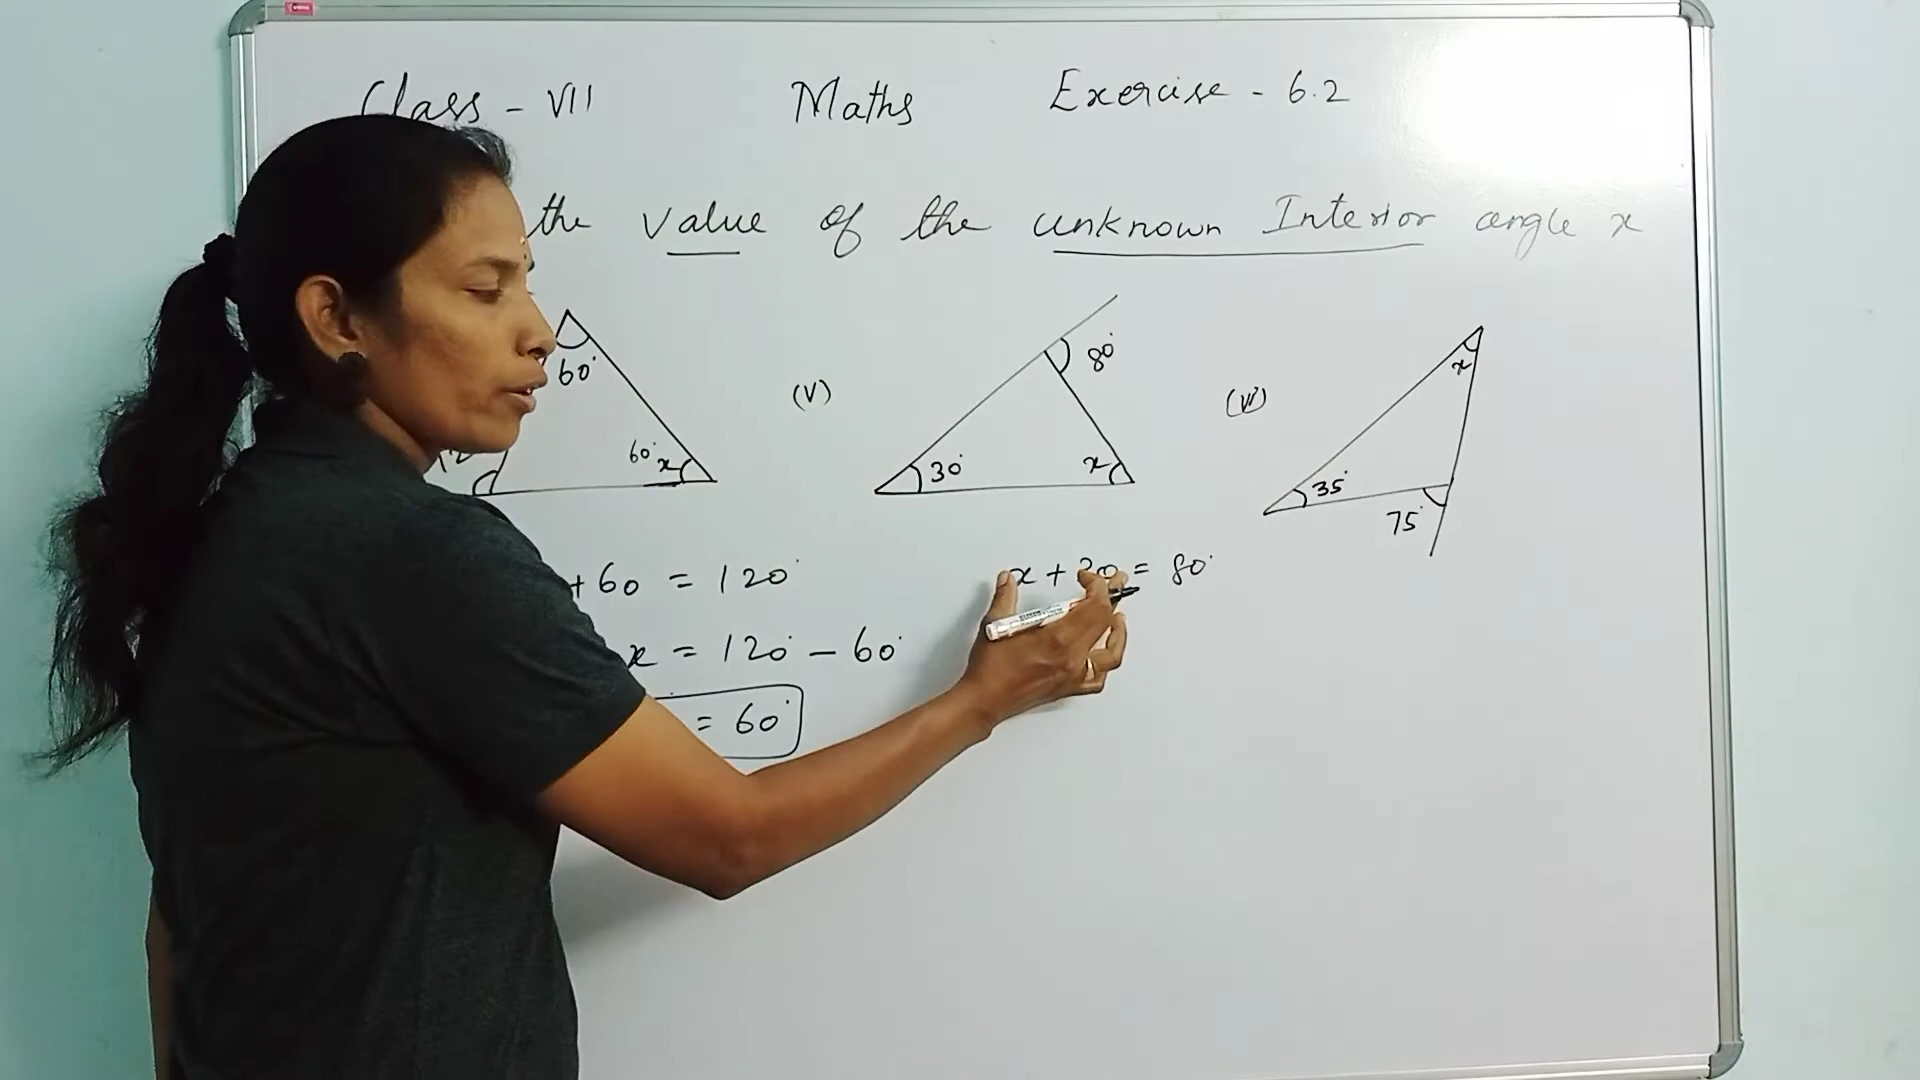 Class - VII Maths Exercise - 6.2
the value of the unknown Interior angle x
60°
60° x
(V)
80°
30°
x
(VI)
x
35°
75°
+ 60 = 120°
x = 120° - 60°
= 60°
x + 30 = 80°